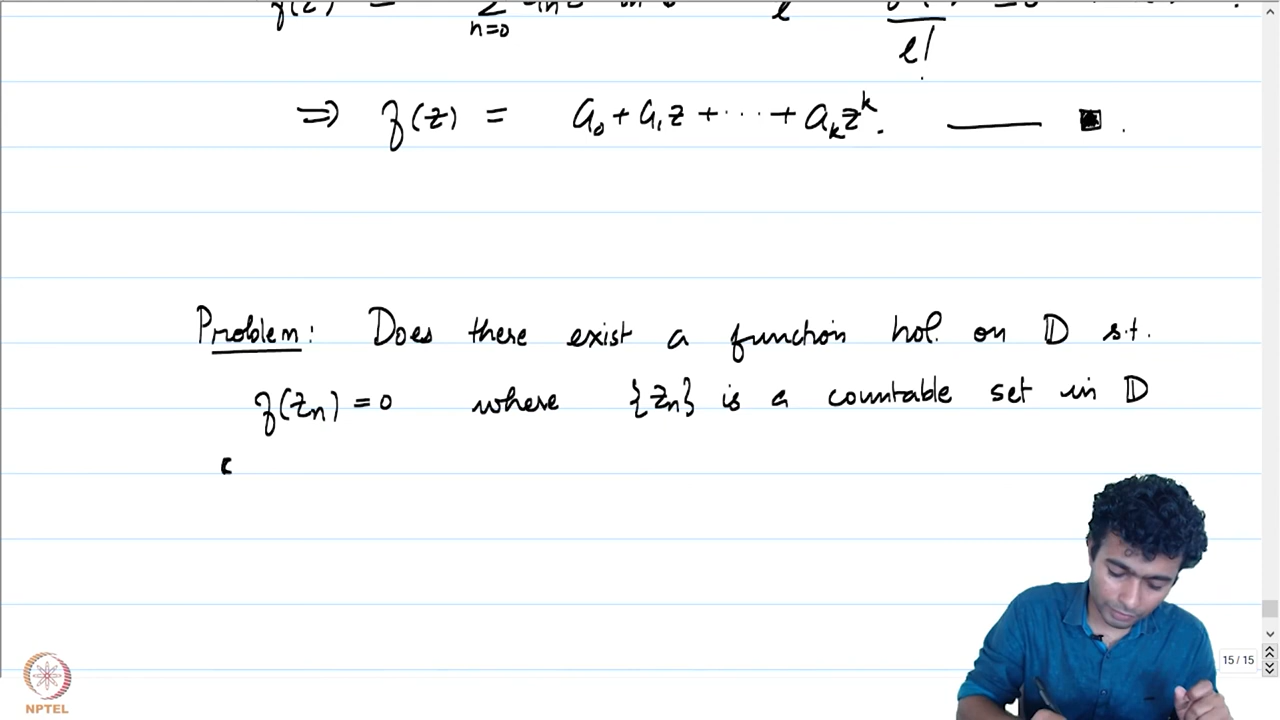 n=0
l!
⇒ f(z) = a₀ + a₁z + ··· + aₖzᵏ.
Problem: Does there exist a function hol. on 𝔻 s.t.
f(zₙ) = 0 where {zₙ} is a countable set in 𝔻
15 / 15
NPTEL